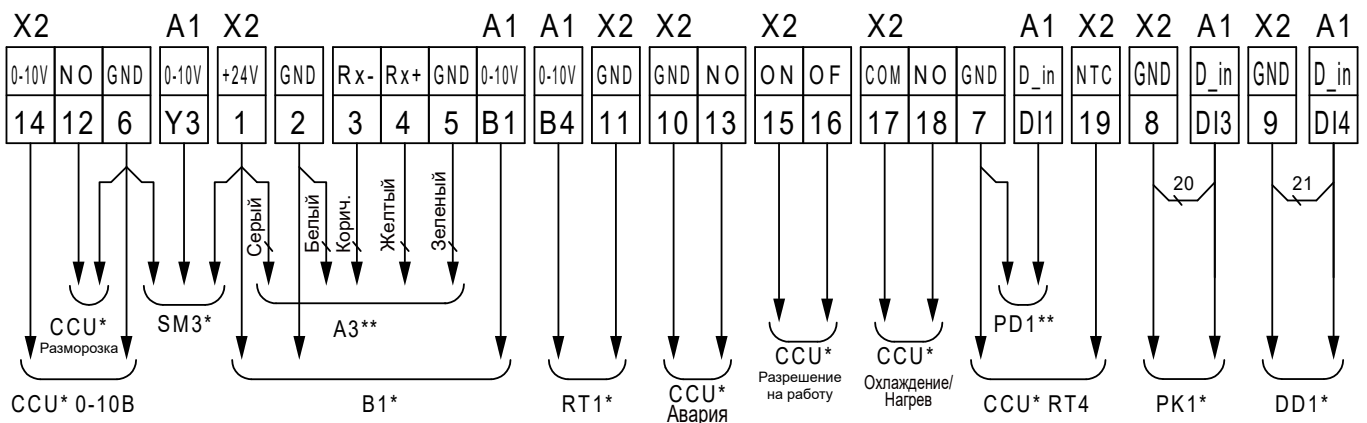 X2 A1 X2 A1 A1 X2 X2 X2 X2 A1 X2 A1 X2 A1
0-10V NO GND 0-10V +24V GND Rx- Rx+ GND 0-10V 0-10V GND GND NO ON OF COM NO GND D_in NTC GND D_in GND D_in
14 12 6 Y3 1 2 3 4 5 B1 B4 11 10 13 15 16 17 18 7 DI1 19 8 DI3 9 DI4
20 21
Серый
Белый
Корич.
Желтый
Зеленый
CCU*
Разморозка
SM3*
A3**
PD1**
CCU* 0-10В
B1*
RT1*
CCU*
Авария
CCU*
Разрешение
на работу
CCU*
Охлаждение/
Нагрев
CCU* RT4
PK1*
DD1*